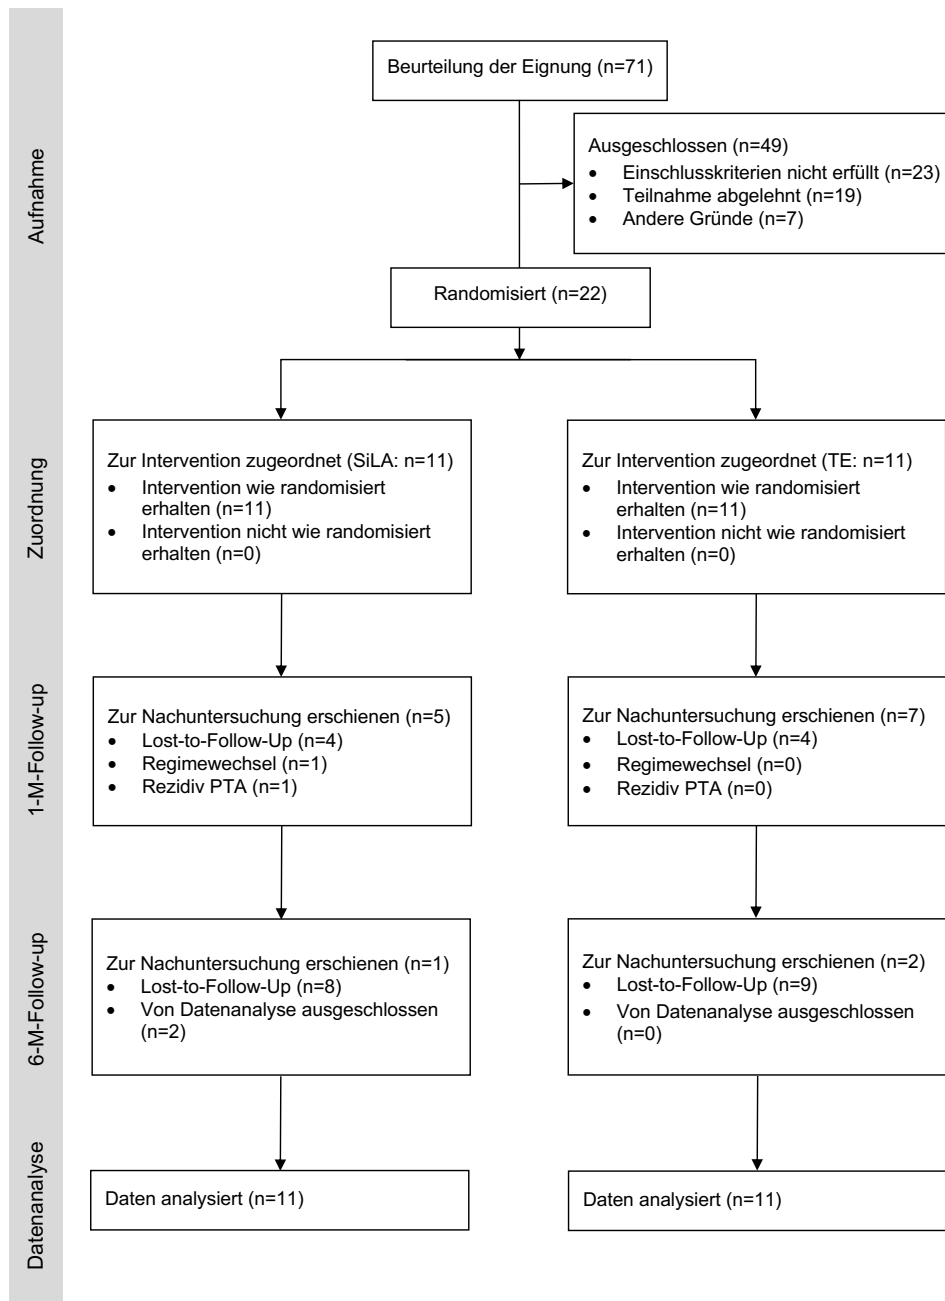 Beurteilung der Eignung (n=71)
Aufnahme
Ausgeschlossen (n=49)
• Einschlusskriterien nicht erfüllt (n=23)
• Teilnahme abgelehnt (n=19)
• Andere Gründe (n=7)
Randomisiert (n=22)
Zuordnung
Zur Intervention zugeordnet (SiLA: n=11)
• Intervention wie randomisiert
erhalten (n=11)
• Intervention nicht wie randomisiert
erhalten (n=0)
Zur Intervention zugeordnet (TE: n=11)
• Intervention wie randomisiert
erhalten (n=11)
• Intervention nicht wie randomisiert
erhalten (n=0)
1-M-Follow-up
Zur Nachuntersuchung erschienen (n=5)
• Lost-to-Follow-Up (n=4)
• Regimewechsel (n=1)
• Rezidiv PTA (n=1)
Zur Nachuntersuchung erschienen (n=7)
• Lost-to-Follow-Up (n=4)
• Regimewechsel (n=0)
• Rezidiv PTA (n=0)
6-M-Follow-up
Zur Nachuntersuchung erschienen (n=1)
• Lost-to-Follow-Up (n=8)
• Von Datenanalyse ausgeschlossen
(n=2)
Zur Nachuntersuchung erschienen (n=2)
• Lost-to-Follow-Up (n=9)
• Von Datenanalyse ausgeschlossen
(n=0)
Datenanalyse
Daten analysiert (n=11)
Daten analysiert (n=11)